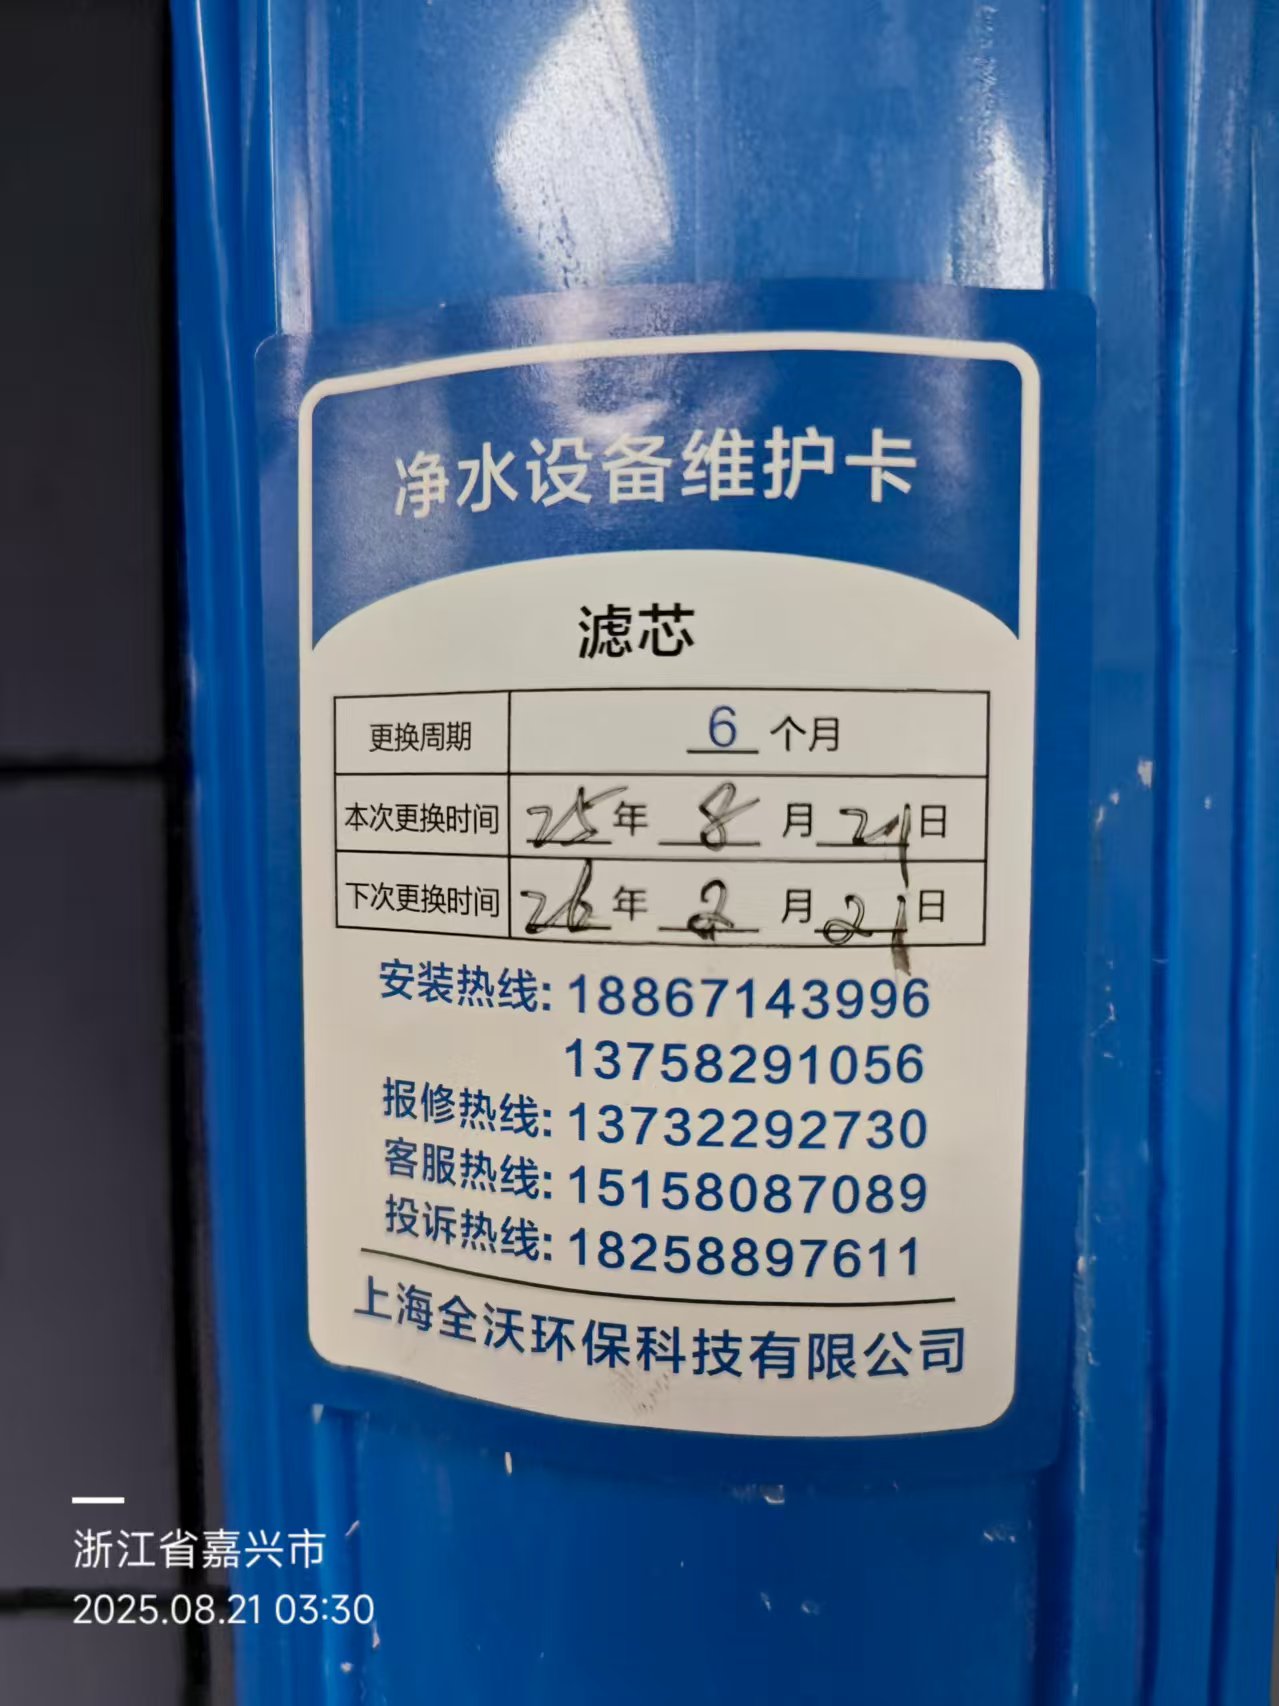 净水设备维护卡
滤芯
更换周期 6 个月
本次更换时间 25 年 8 月 21 日
下次更换时间 26 年 2 月 21 日
安装热线: 18867143996
13758291056
报修热线: 13732292730
客服热线: 15158087089
投诉热线: 18258897611
上海全沃环保科技有限公司
浙江省嘉兴市
2025.08.21 03:30